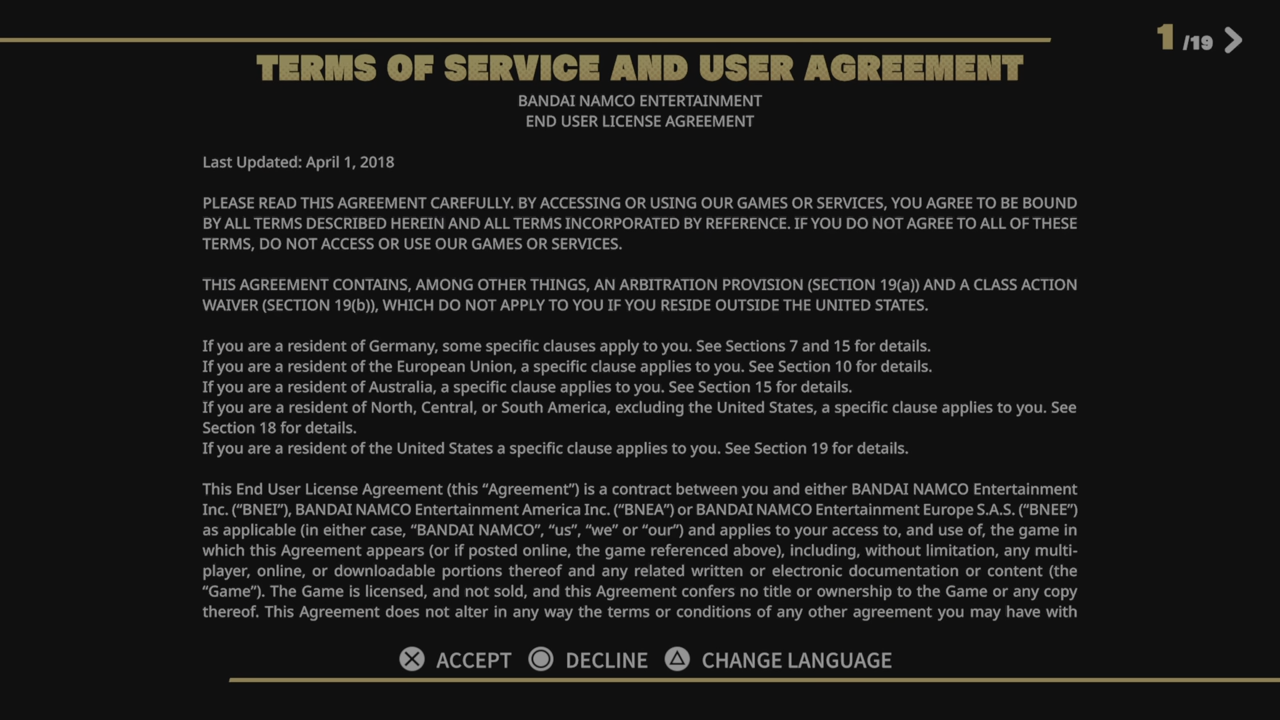 1 /19
TERMS OF SERVICE AND USER AGREEMENT
BANDAI NAMCO ENTERTAINMENT
END USER LICENSE AGREEMENT
Last Updated: April 1, 2018
PLEASE READ THIS AGREEMENT CAREFULLY. BY ACCESSING OR USING OUR GAMES OR SERVICES, YOU AGREE TO BE BOUND
BY ALL TERMS DESCRIBED HEREIN AND ALL TERMS INCORPORATED BY REFERENCE. IF YOU DO NOT AGREE TO ALL OF THESE
TERMS, DO NOT ACCESS OR USE OUR GAMES OR SERVICES.
THIS AGREEMENT CONTAINS, AMONG OTHER THINGS, AN ARBITRATION PROVISION (SECTION 19(a)) AND A CLASS ACTION
WAIVER (SECTION 19(b)), WHICH DO NOT APPLY TO YOU IF YOU RESIDE OUTSIDE THE UNITED STATES.
If you are a resident of Germany, some specific clauses apply to you. See Sections 7 and 15 for details.
If you are a resident of the European Union, a specific clause applies to you. See Section 10 for details.
If you are a resident of Australia, a specific clause applies to you. See Section 15 for details.
If you are a resident of North, Central, or South America, excluding the United States, a specific clause applies to you. See
Section 18 for details.
If you are a resident of the United States a specific clause applies to you. See Section 19 for details.
This End User License Agreement (this “Agreement”) is a contract between you and either BANDAI NAMCO Entertainment
Inc. (“BNEI”), BANDAI NAMCO Entertainment America Inc. (“BNEA”) or BANDAI NAMCO Entertainment Europe S.A.S. (“BNEE”)
as applicable (in either case, “BANDAI NAMCO”, “us”, “we” or “our”) and applies to your access to, and use of, the game in
which this Agreement appears (or if posted online, the game referenced above), including, without limitation, any multi-
player, online, or downloadable portions thereof and any related written or electronic documentation or content (the
“Game”). The Game is licensed, and not sold, and this Agreement confers no title or ownership to the Game or any copy
thereof. This Agreement does not alter in any way the terms or conditions of any other agreement you may have with
ACCEPT DECLINE CHANGE LANGUAGE